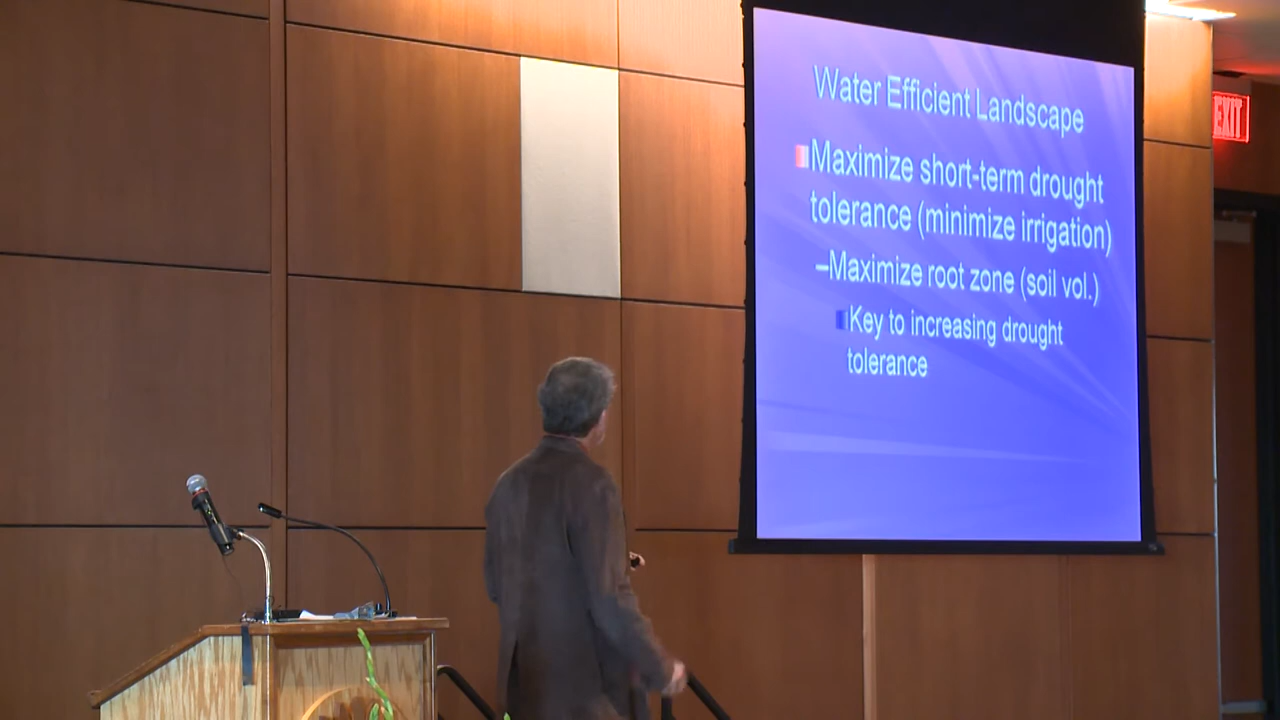 Water Efficient Landscape
Maximize short-term drought
tolerance (minimize irrigation)
–Maximize root zone (soil vol.)
Key to increasing drought
tolerance
EXIT